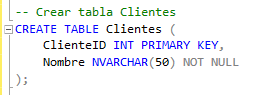 -- Crear tabla Clientes
CREATE TABLE Clientes (
    ClienteID INT PRIMARY KEY,
    Nombre NVARCHAR(50) NOT NULL
);